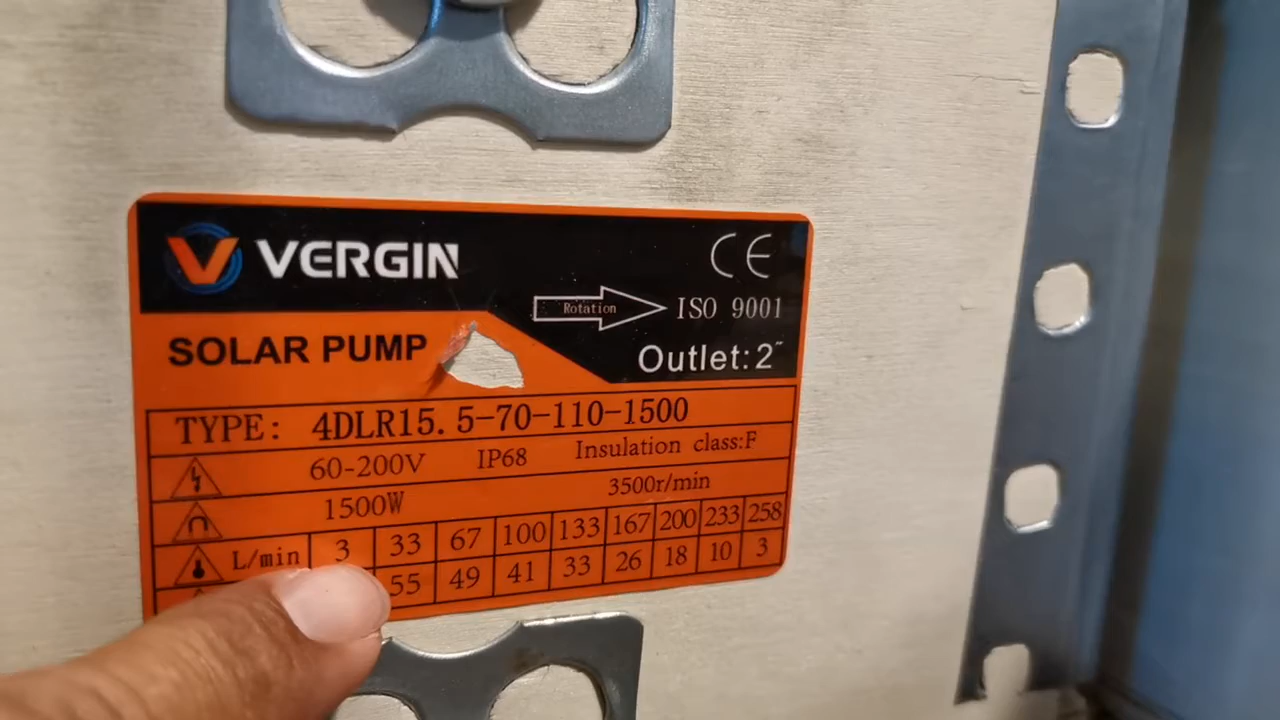 VERGIN
CE
Rotation
ISO 9001
SOLAR PUMP
Outlet: 2″
TYPE: 4DLR15.5-70-110-1500
60-200V IP68 Insulation class:F
1500W 3500r/min
L/min 3 33 67 100 133 167 200 233 258
55 49 41 33 26 18 10 3